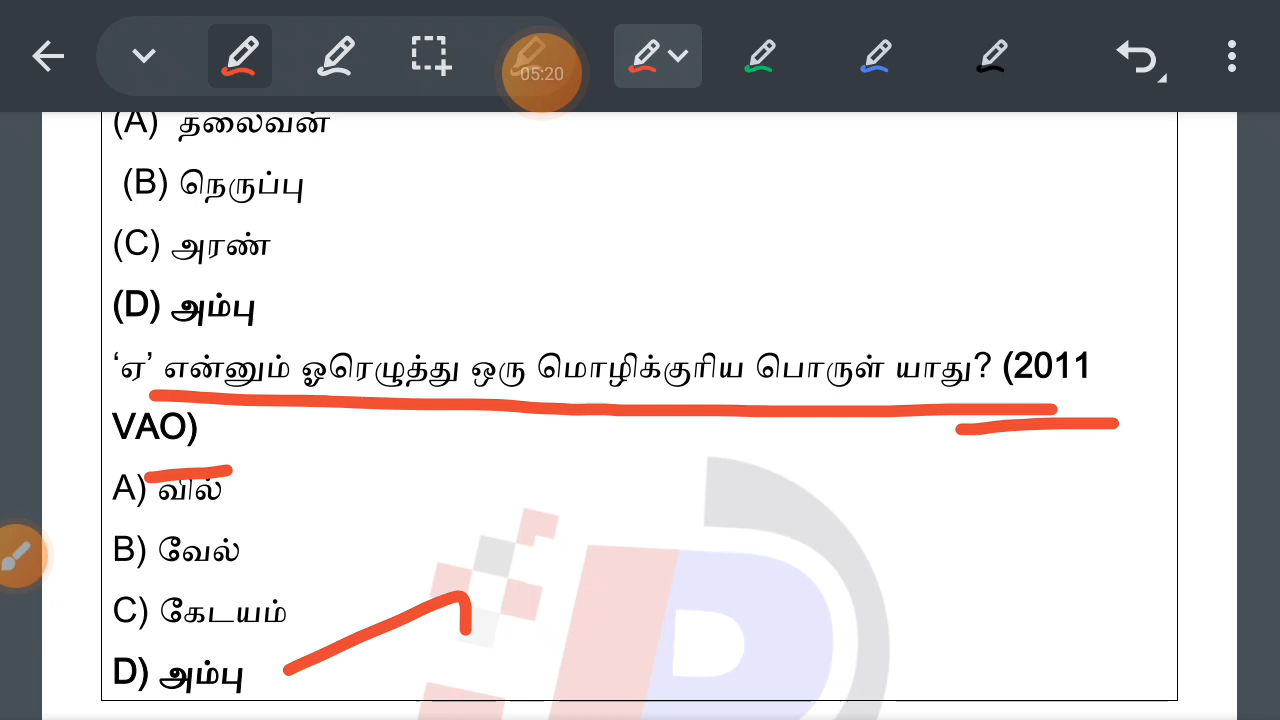 05:20
(A) தலைவன்
(B) நெருப்பு
(C) அரண்
(D) அம்பு
‘ஏ’ என்னும் ஓரெழுத்து ஒரு மொழிக்குரிய பொருள் யாது? (2011
VAO)
A) வில்
B) வேல்
C) கேடயம்
D) அம்பு